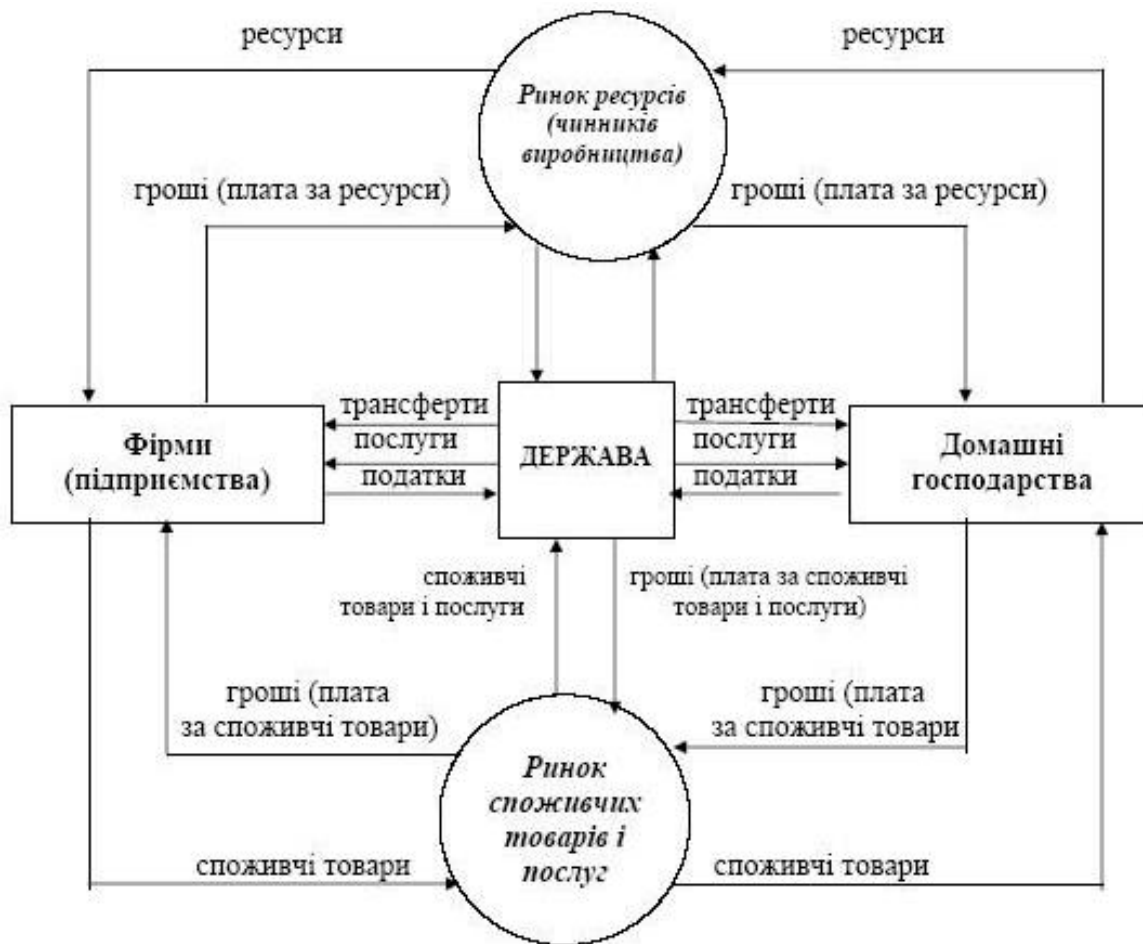 ресурси
ресурси
Ринок ресурсів
(чинників
виробництва)
гроші (плата за ресурси)
гроші (плата за ресурси)
Фірми
(підприємства)
трансферти
послуги
податки
ДЕРЖАВА
трансферти
послуги
податки
Домашні
господарства
споживчі
товари і послуги
гроші (плата за споживчі
товари і послуги)
гроші (плата
за споживчі товари)
гроші (плата
за споживчі товари
Ринок
споживчих
товарів і
послуг
споживчі товари
споживчі товари